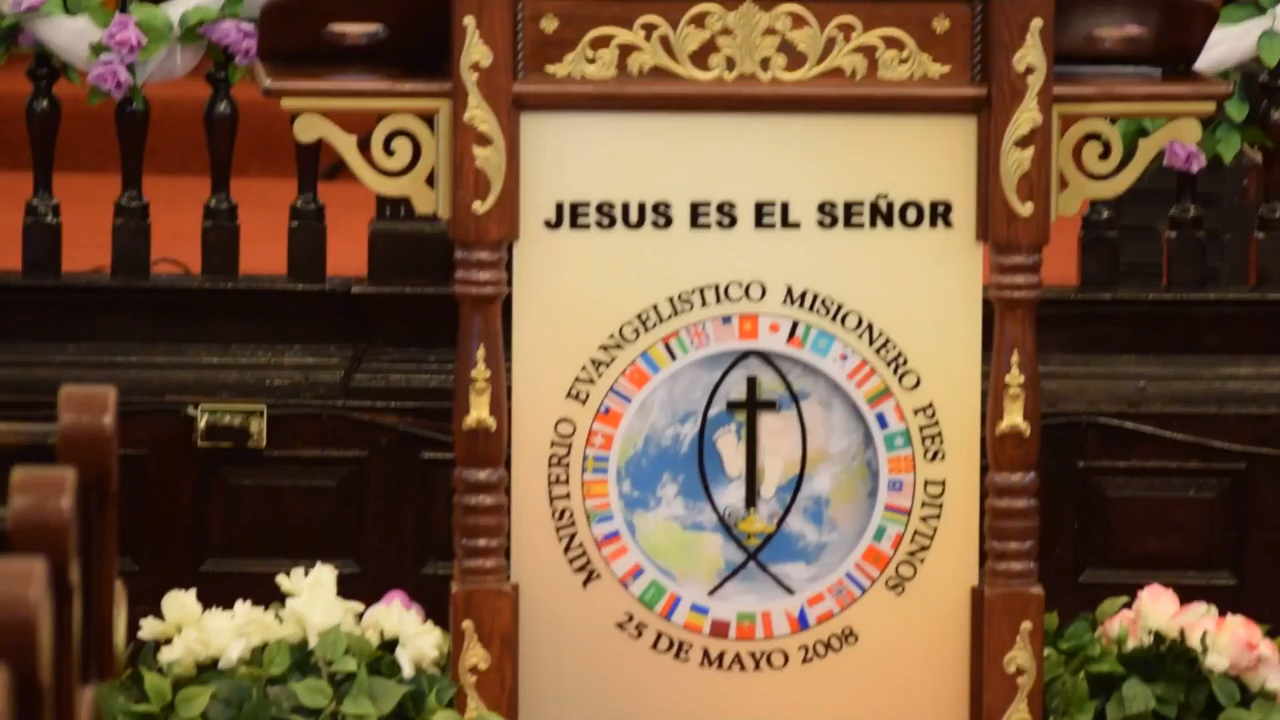 JESUS ES EL SEÑOR
MINISTERIO EVANGELISTICO MISIONERO PIES DIVINOS
25 DE MAYO 2008